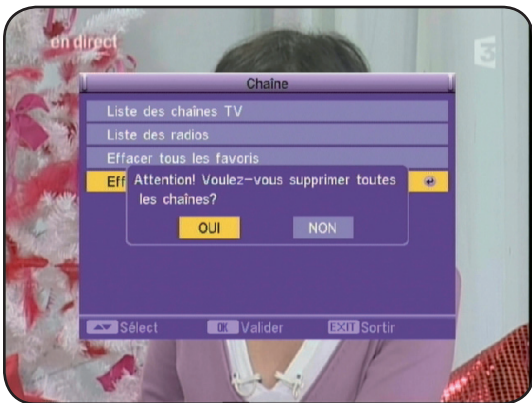 en direct
3
Chaîne
Liste des chaînes TV
Liste des radios
Effacer tous les favoris
Eff
Attention! Voulez-vous supprimer toutes
les chaînes?
OUI NON
Sélect OK Valider EXIT Sortir